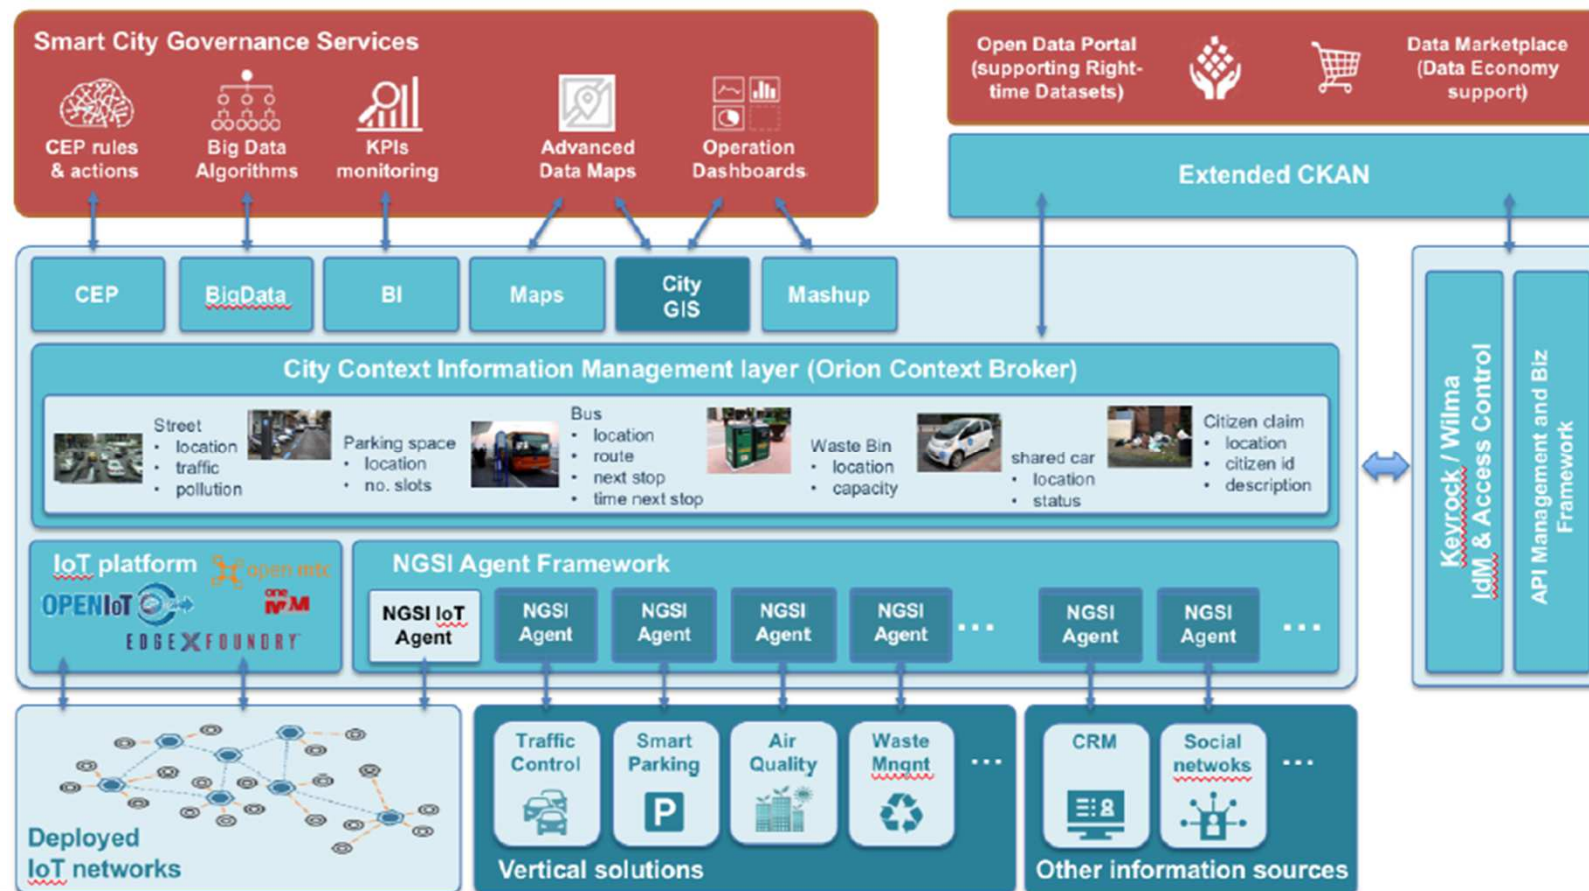 Smart City Governance Services
CEP rules
& actions
Big Data
Algorithms
KPIs
monitoring
Advanced
Data Maps
Operation
Dashboards
Open Data Portal
(supporting Right-
time Datasets)
Data Marketplace
(Data Economy
support)
Extended CKAN
CEP
BigData
BI
Maps
City
GIS
Mashup
City Context Information Management layer (Orion Context Broker)
Street
• location
• traffic
• pollution
Parking space
• location
• no. slots
Bus
• location
• route
• next stop
• time next stop
Waste Bin
• location
• capacity
shared car
• location
• status
Citizen claim
• location
• citizen id
• description
Keyrock / Wilma
IdM & Access Control
API Management and Biz
Framework
IoT platform
open mtc
OPENIoT
one
M2M
EDGE X FOUNDRY
NGSI Agent Framework
NGSI IoT
Agent
NGSI
Agent
NGSI
Agent
NGSI
Agent
NGSI
Agent
...
NGSI
Agent
NGSI
Agent
...
Deployed
IoT networks
Traffic
Control
Smart
Parking
P
Air
Quality
Waste
Mngnt
...
Vertical solutions
CRM
Social
netwoks
...
Other information sources